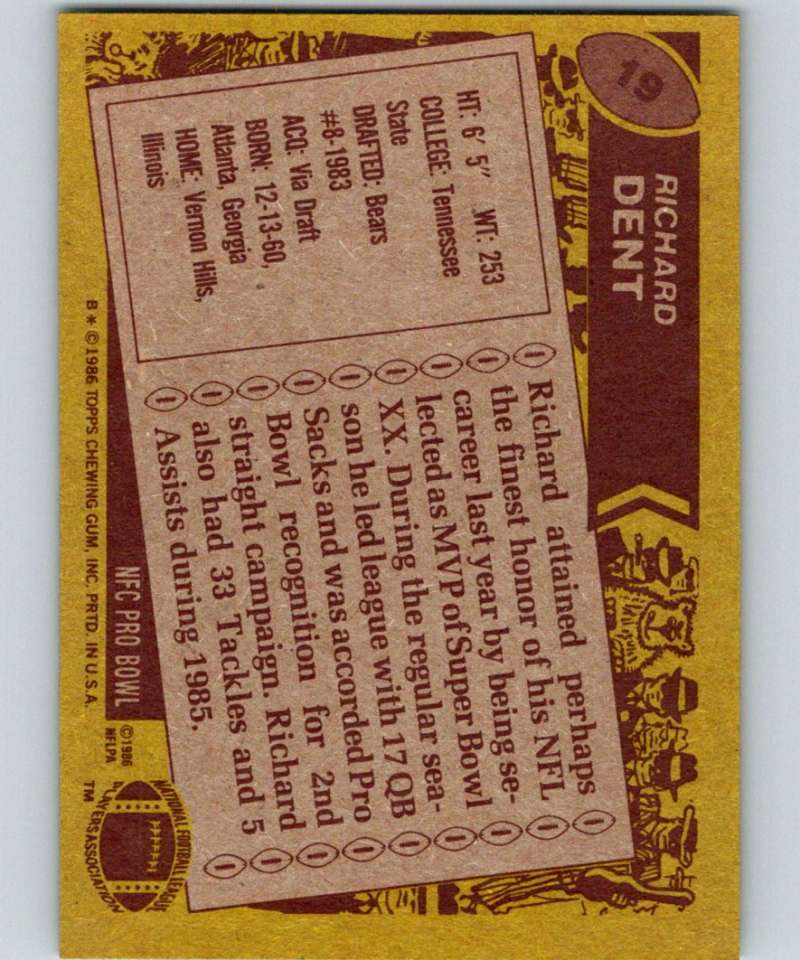 19
RICHARD
DENT
HT: 6' 5" WT: 253
COLLEGE: Tennessee
State
DRAFTED: Bears
#8-1983
ACQ: Via Draft
BORN: 12-13-60,
Atlanta, Georgia
HOME: Vernon Hills,
Illinois
Richard attained perhaps
the finest honor of his NFL
career last year by being se-
lected as MVP of Super Bowl
XX. During the regular sea-
son he led league with 17 QB
Sacks and was accorded Pro
Bowl recognition for 2nd
straight campaign. Richard
also had 33 Tackles and 5
Assists during 1985.
NFC PRO BOWL
©1986
NFLPA
B * © 1986 TOPPS CHEWING GUM, INC. PRTD. IN U.S.A.
NATIONAL FOOTBALL LEAGUE
PLAYERS ASSOCIATION
TM